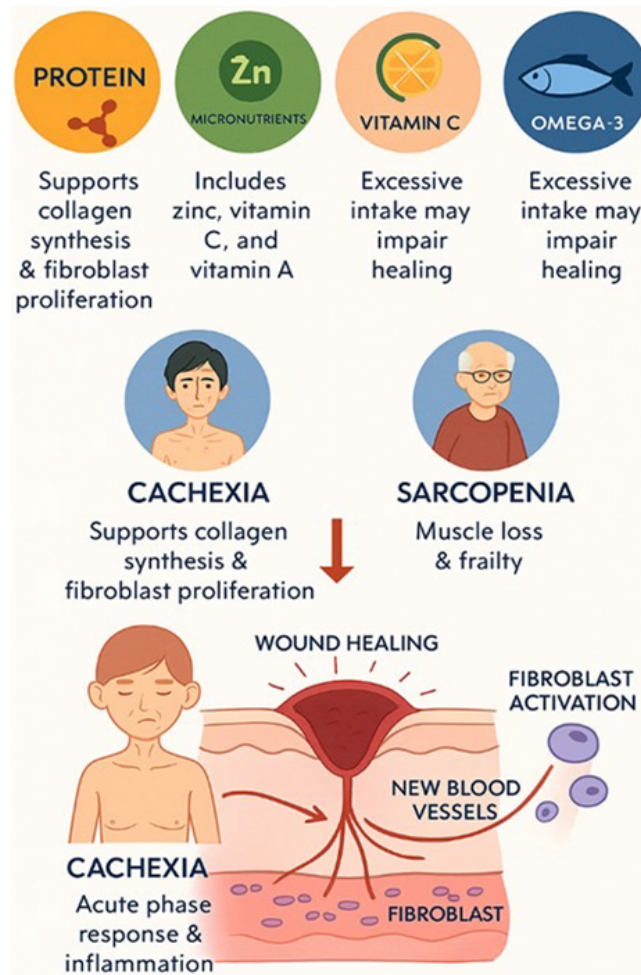 PROTEIN
Supports
collagen
synthesis
& fibroblast
proliferation
Zn
MICRONUTRIENTS
Includes
zinc, vitamin
C, and
vitamin A
VITAMIN C
Excessive
intake may
impair
healing
OMEGA-3
Excessive
intake may
impair
healing
CACHEXIA
Supports collagen
synthesis &
fibroblast proliferation
SARCOPENIA
Muscle loss
& frailty
WOUND HEALING
FIBROBLAST
ACTIVATION
NEW BLOOD
VESSELS
FIBROBLAST
CACHEXIA
Acute phase
response &
inflammation